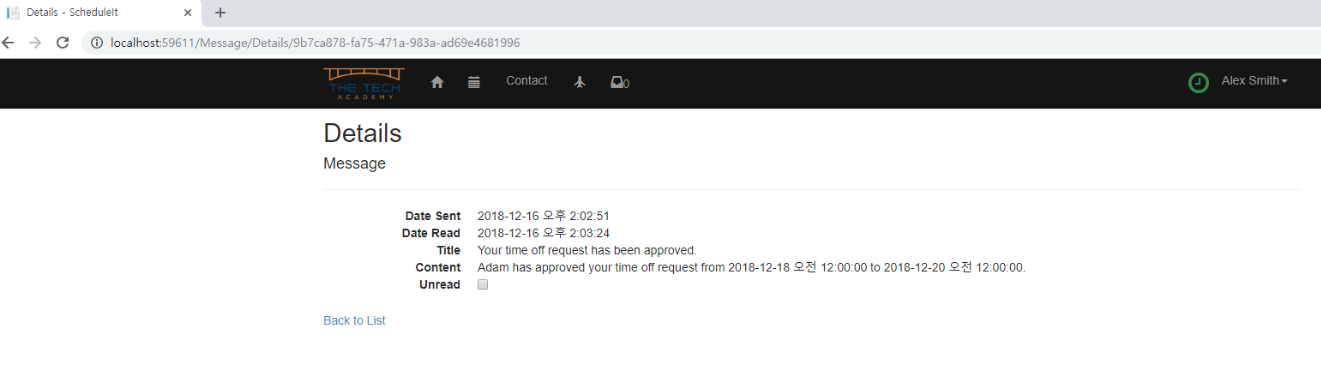 Details - ScheduleIt
localhost:59611/Message/Details/9b7ca878-fa75-471a-983a-ad69e4681996
THE TECH
ACADEMY
Contact
0
Alex Smith
Details
Message
Date Sent 2018-12-16 오후 2:02:51
Date Read 2018-12-16 오후 2:03:24
Title Your time off request has been approved.
Content Adam has approved your time off request from 2018-12-18 오전 12:00:00 to 2018-12-20 오전 12:00:00.
Unread
Back to List